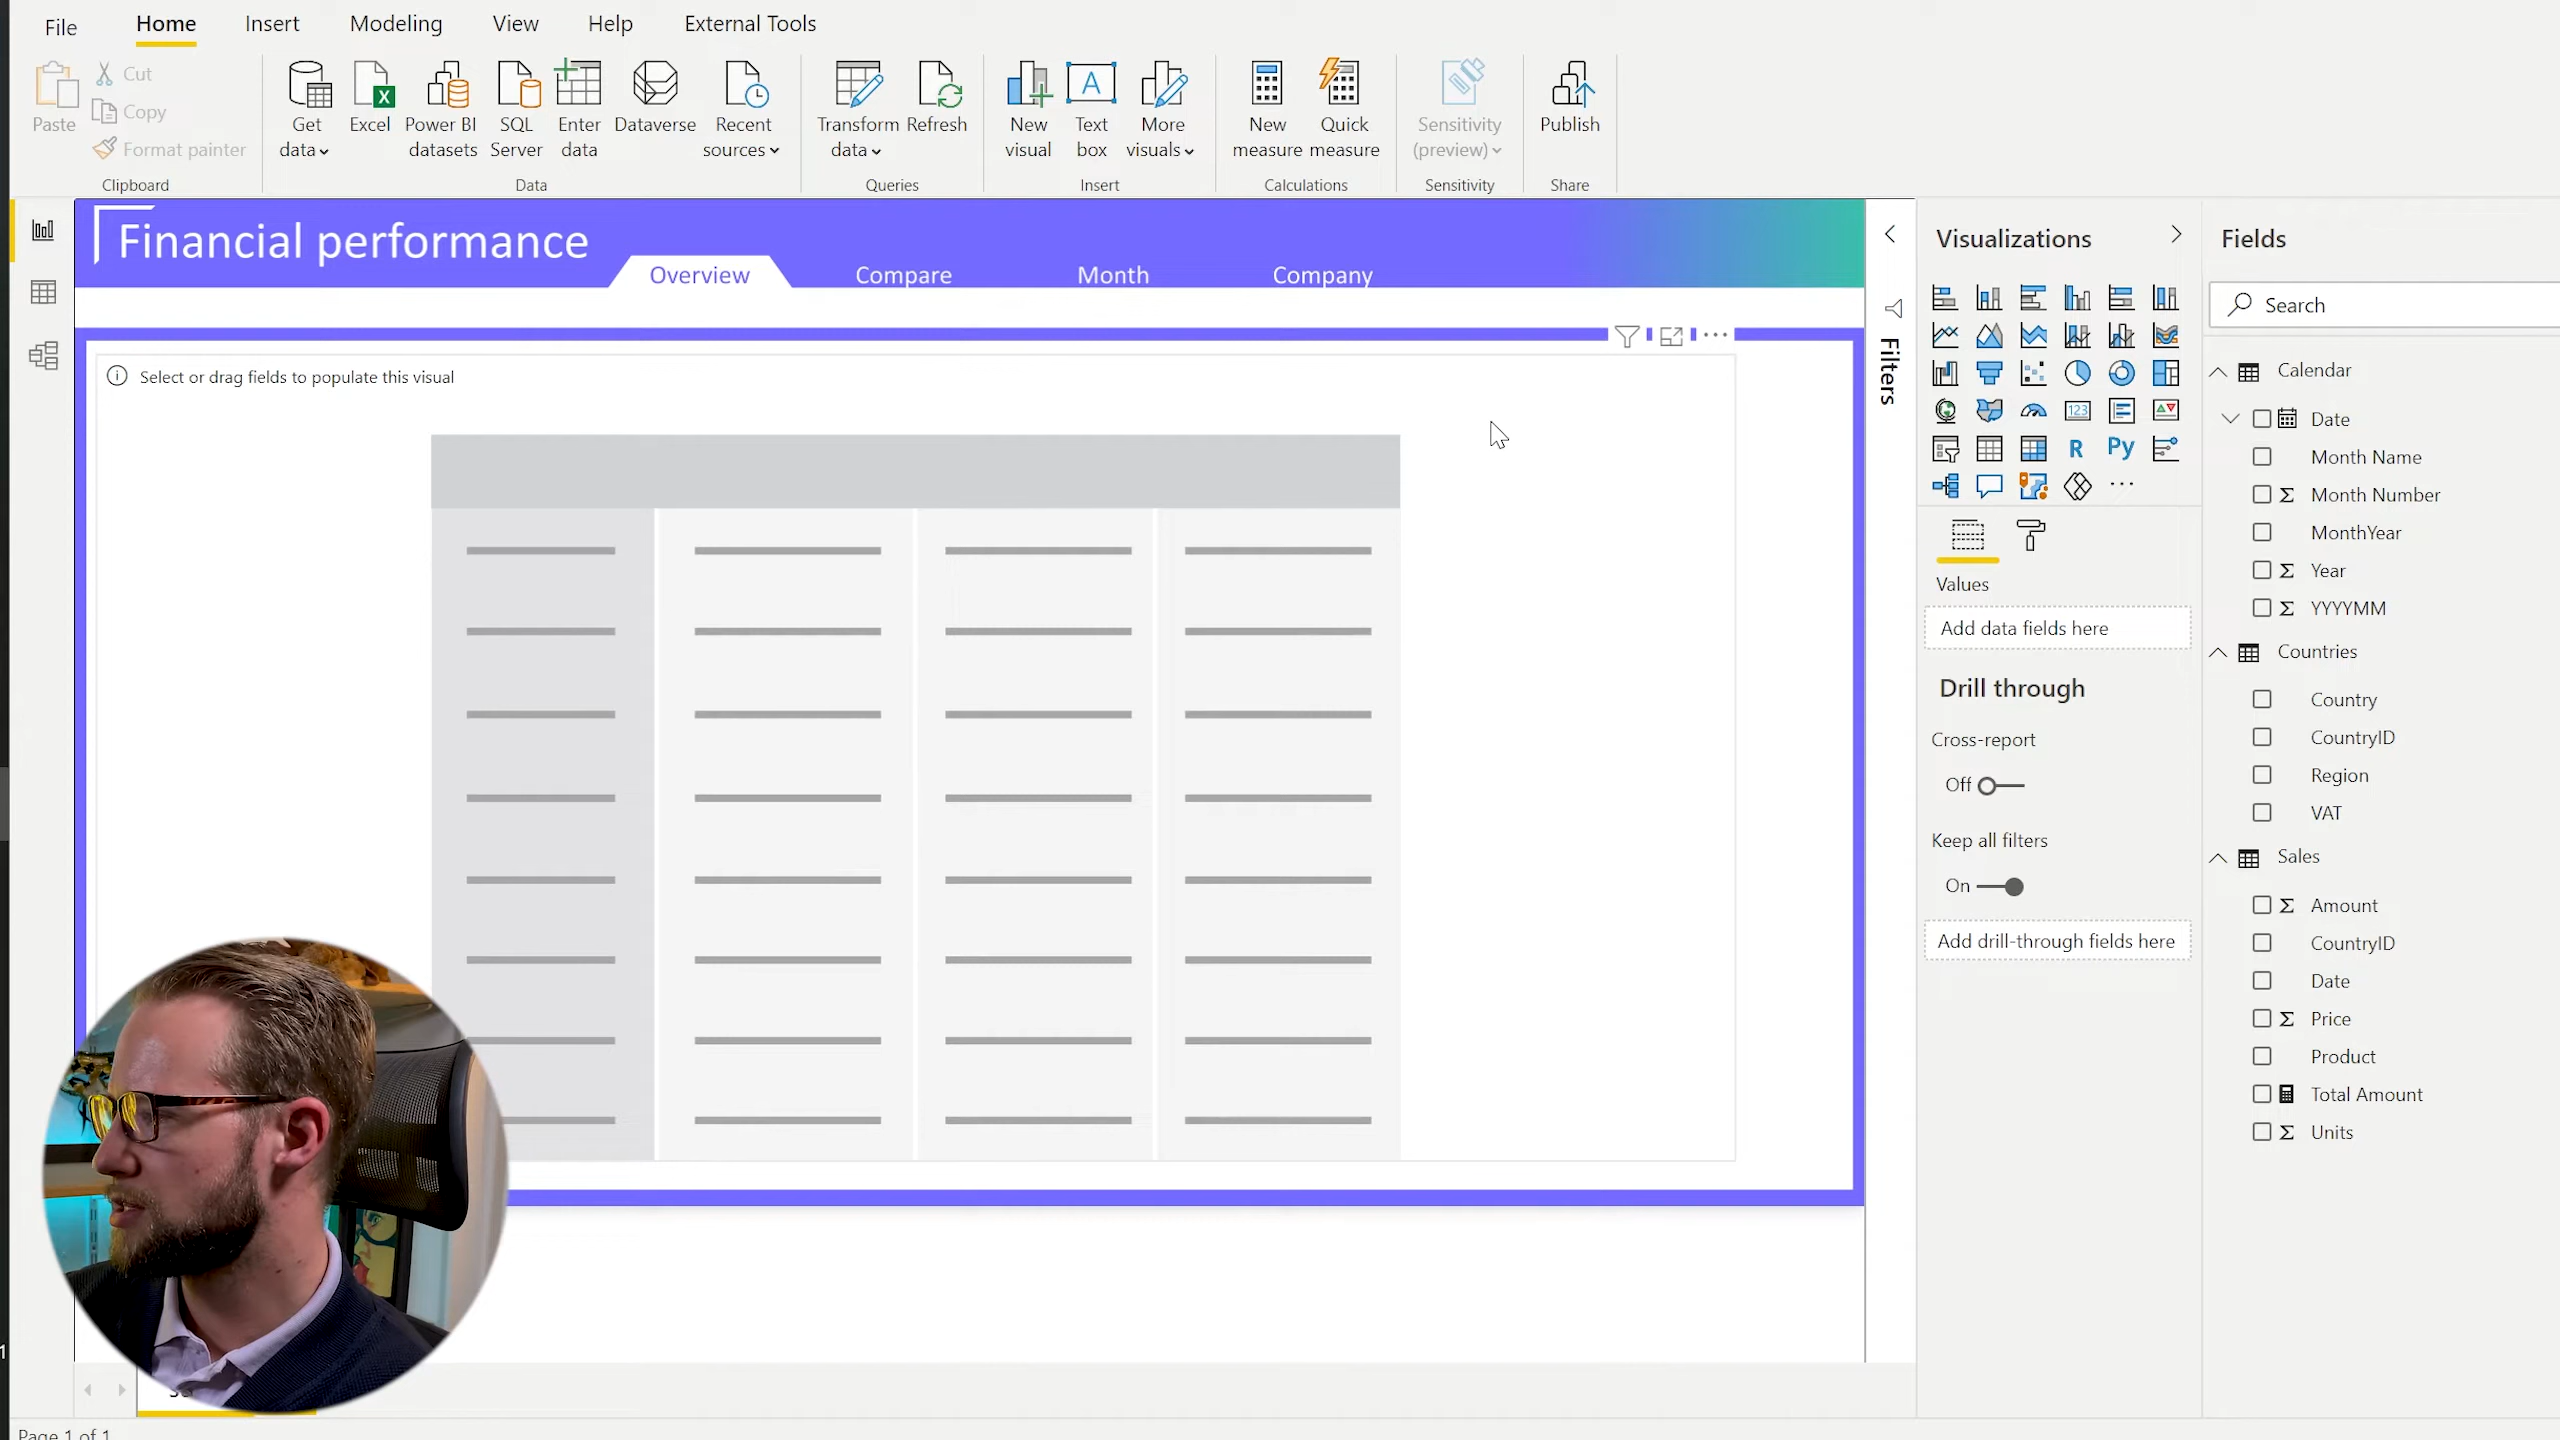 File Home Insert Modeling View Help External Tools
Paste
Cut
Copy
Format painter
Clipboard
Get data
Excel
Power BI datasets
SQL Server
Enter data
Dataverse
Recent sources
Data
Transform data
Refresh
Queries
New visual
Text box
More visuals
Insert
New measure
Quick measure
Calculations
Sensitivity (preview)
Sensitivity
Publish
Share
Financial performance
Overview Compare Month Company
Select or drag fields to populate this visual
Filters
Visualizations
123
R
Py
Values
Add data fields here
Drill through
Cross-report
Off
Keep all filters
On
Add drill-through fields here
Fields
Search
Calendar
Date
Month Name
Σ Month Number
MonthYear
Σ Year
Σ YYYYMM
Countries
Country
CountryID
Region
VAT
Sales
Σ Amount
CountryID
Date
Σ Price
Product
Total Amount
Σ Units
Page 1 of 1